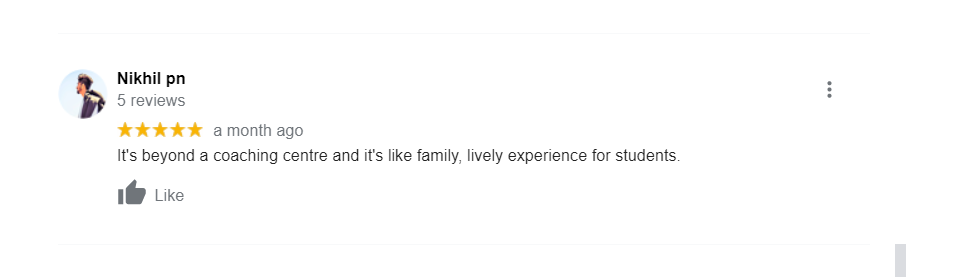 Nikhil pn
5 reviews
a month ago
It's beyond a coaching centre and it's like family, lively experience for students.
Like